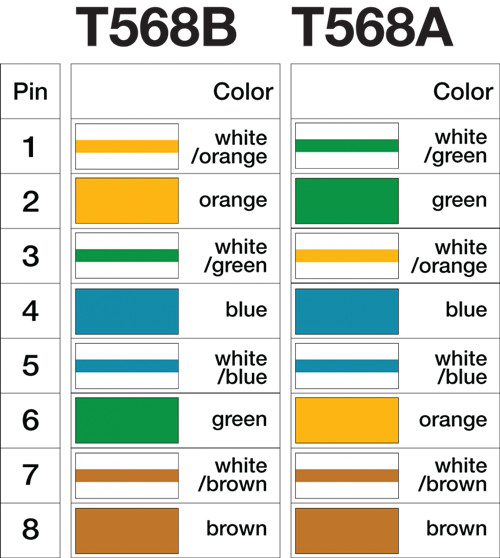 T568B T568A
Pin Color Color
1 white /orange white /green
2 orange green
3 white /green white /orange
4 blue blue
5 white /blue white /blue
6 green orange
7 white /brown white /brown
8 brown brown